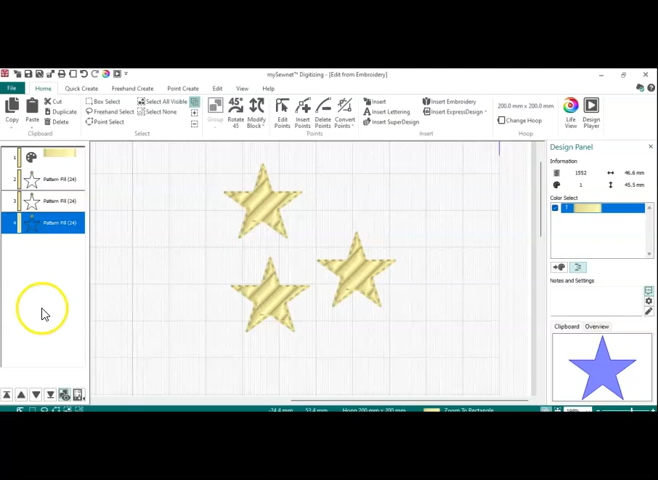 mySewnet™ Digitizing - [Edit from Embroidery]
File Home Quick Create Freehand Create Point Create Edit View Help
Copy Paste Cut Duplicate Delete
Clipboard
Box Select Freehand Select Point Select Select All Visible Select None
Select
Group Rotate 45 Modify Block
Edit Points Insert Points Delete Points Convert Points
Points
Insert Insert Lettering Insert SuperDesign Insert Embroidery Insert ExpressDesign
Insert
200.0 mm x 200.0 mm
Change Hoop
Hoop
Life View Design Player
1
2 Pattern Fill (24)
3 Pattern Fill (24)
4 Pattern Fill (24)
Design Panel
Information
1552 46.6 mm
1 45.5 mm
Color Select
1
Notes and Settings
Clipboard Overview
Hoop 200 mm x 200 mm Zoom To Rectangle